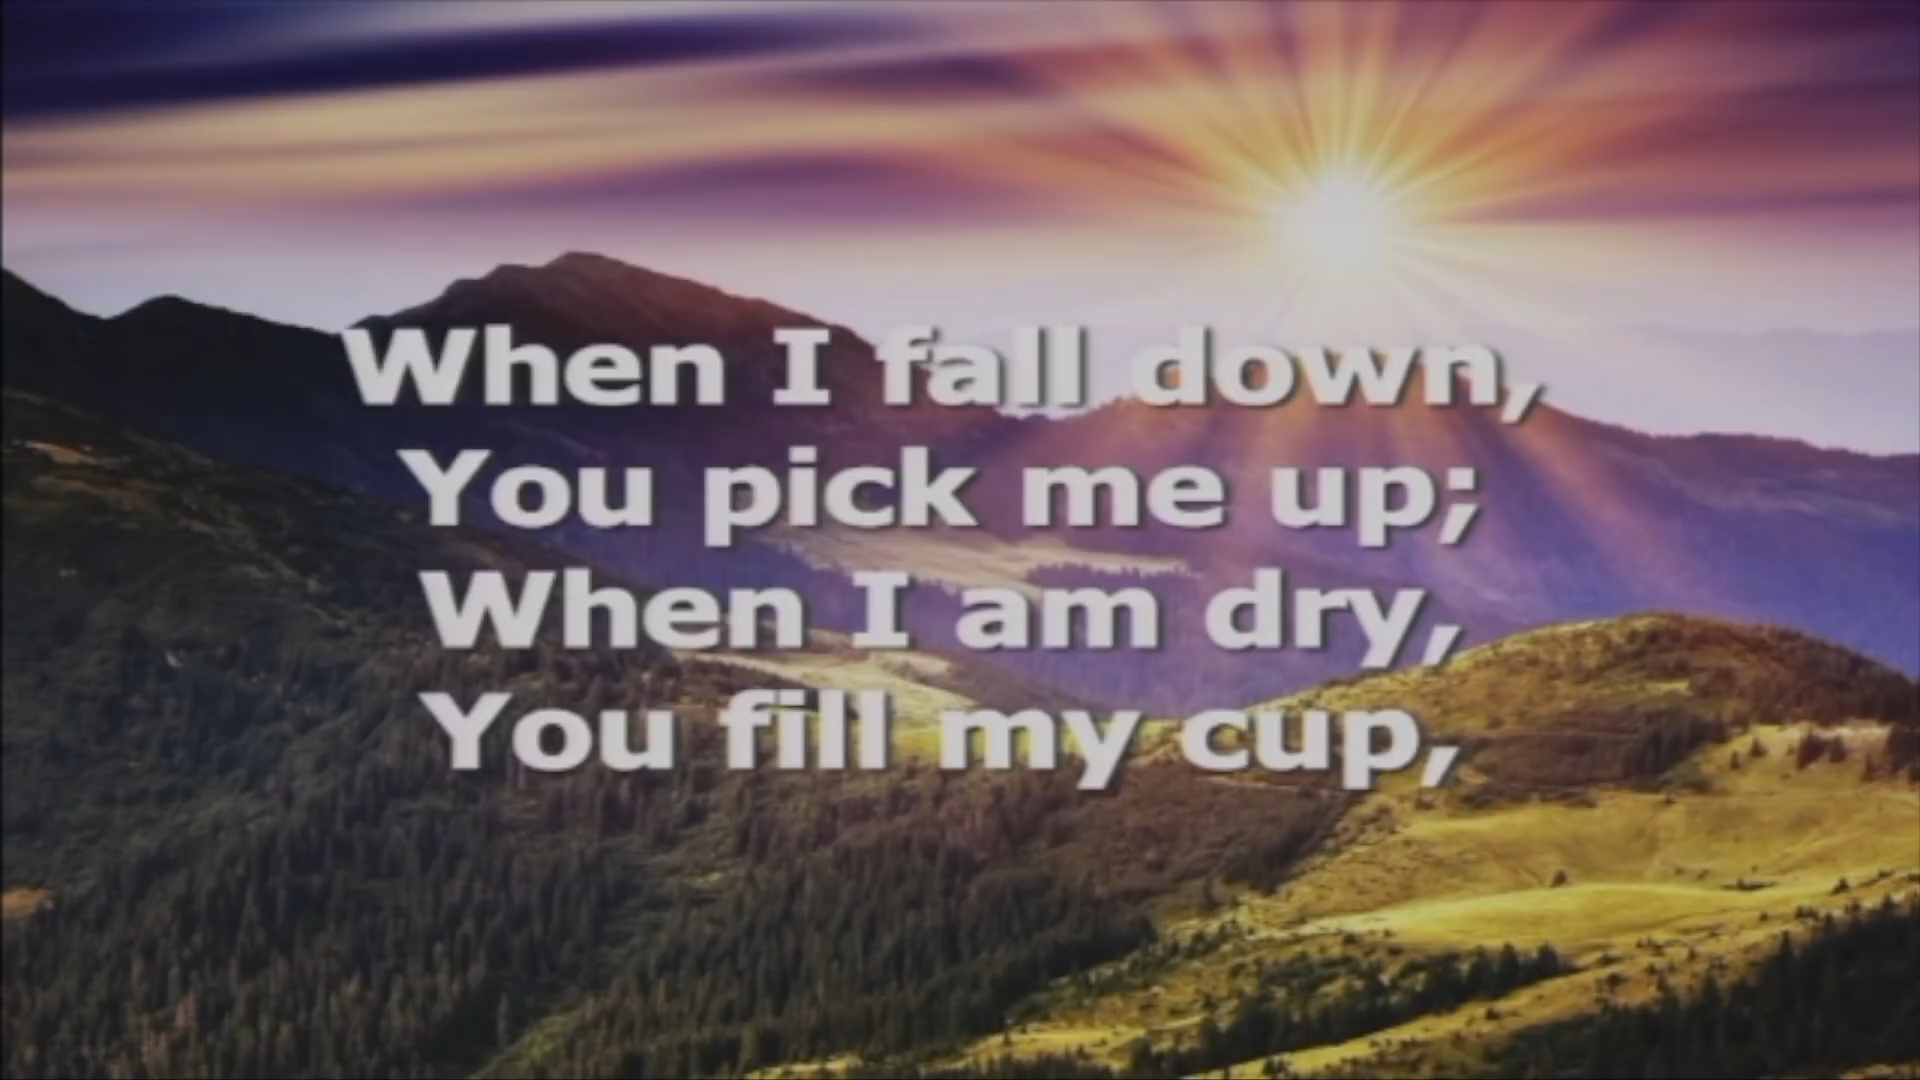 When I fall down,
You pick me up;
When I am dry,
You fill my cup,